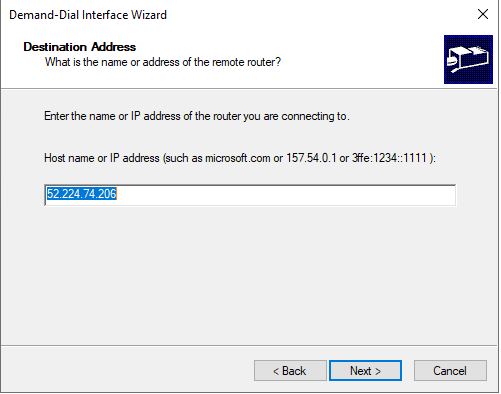 Demand-Dial Interface Wizard
Destination Address
What is the name or address of the remote router?
Enter the name or IP address of the router you are connecting to.
Host name or IP address (such as microsoft.com or 157.54.0.1 or 3ffe:1234::1111 ):
52.224.74.206
< Back
Next >
Cancel